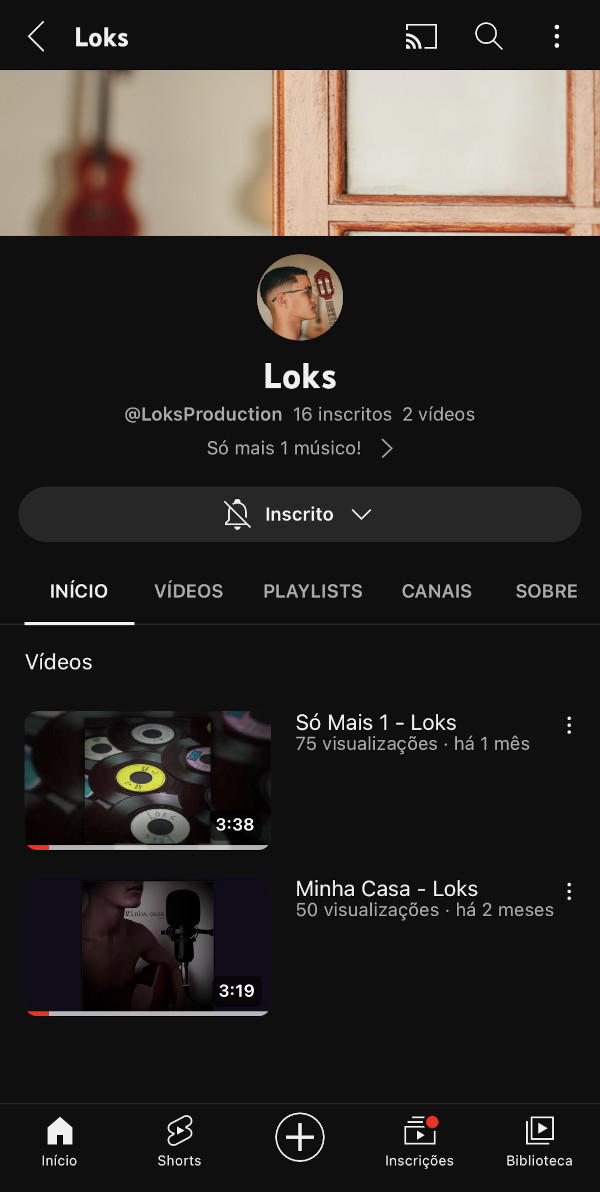 Loks
Loks
@LoksProduction 16 inscritos 2 vídeos
Só mais 1 músico!
Inscrito
INÍCIO VÍDEOS PLAYLISTS CANAIS SOBRE
Vídeos
Só Mais 1 - Loks
75 visualizações · há 1 mês
3:38
Minha Casa - Loks
50 visualizações · há 2 meses
Minha casa
3:19
Início Shorts Inscrições Biblioteca